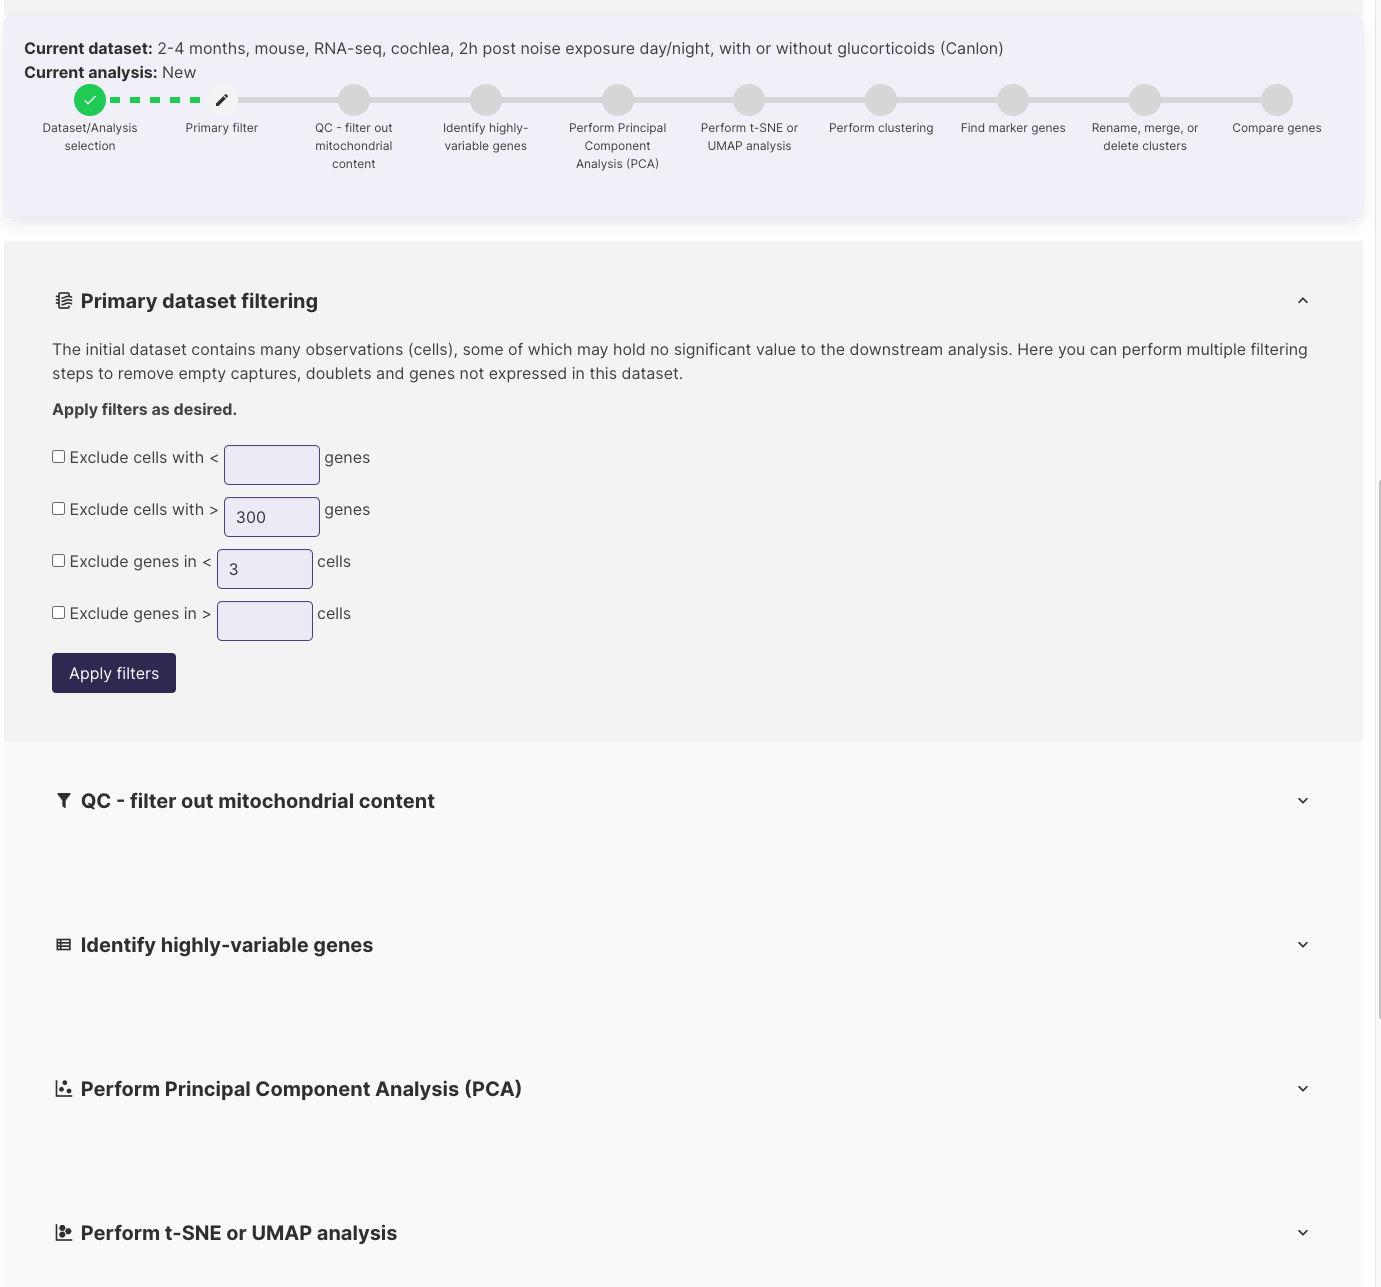 Current dataset: 2-4 months, mouse, RNA-seq, cochlea, 2h post noise exposure day/night, with or without glucorticoids (Canlon)
Current analysis: New
Dataset/Analysis
selection
Primary filter
QC - filter out
mitochondrial
content
Identify highly-
variable genes
Perform Principal
Component
Analysis (PCA)
Perform t-SNE or
UMAP analysis
Perform clustering
Find marker genes
Rename, merge, or
delete clusters
Compare genes
Primary dataset filtering
The initial dataset contains many observations (cells), some of which may hold no significant value to the downstream analysis. Here you can perform multiple filtering
steps to remove empty captures, doublets and genes not expressed in this dataset.
Apply filters as desired.
Exclude cells with < genes
Exclude cells with > 300 genes
Exclude genes in < 3 cells
Exclude genes in > cells
Apply filters
QC - filter out mitochondrial content
Identify highly-variable genes
Perform Principal Component Analysis (PCA)
Perform t-SNE or UMAP analysis